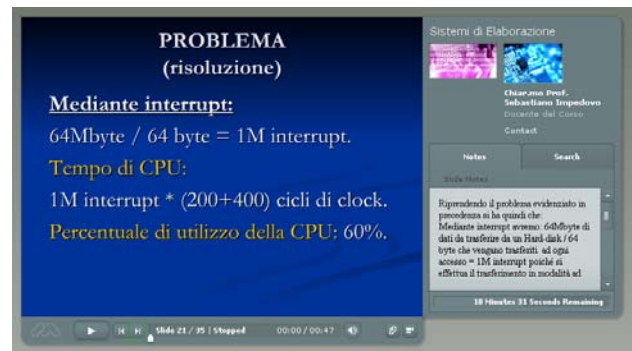 PROBLEMA
(risoluzione)
Mediante interrupt:
64Mbyte / 64 byte = 1M interrupt.
Tempo di CPU:
1M interrupt * (200+400) cicli di clock.
Percentuale di utilizzo della CPU: 60%.
Sistemi di Elaborazione
Chiar.mo Prof.
Sebastiano Impedovo
Docente del Corso
Contact
Notes
Search
Slide Notes
Riprendendo il problema evidenziato in
precedenza si ha quindi che:
Mediante interrupt avremo: 64Mbyte di
dati da trasferire da un Hard-disk / 64
byte che vengano trasferiti ad ogni
accesso = 1M interrupt poiché si
effettua il trasferimento in modalità ad
18 Minutes 31 Seconds Remaining
Slide 21 / 35 | Stopped
00:00 / 00:47